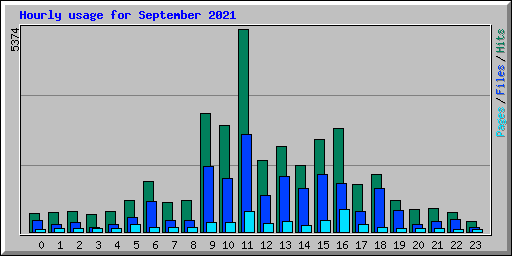 Hourly usage for September 2021
5374
Pages / Files / Hits
0 1 2 3 4 5 6 7 8 9 10 11 12 13 14 15 16 17 18 19 20 21 22 23